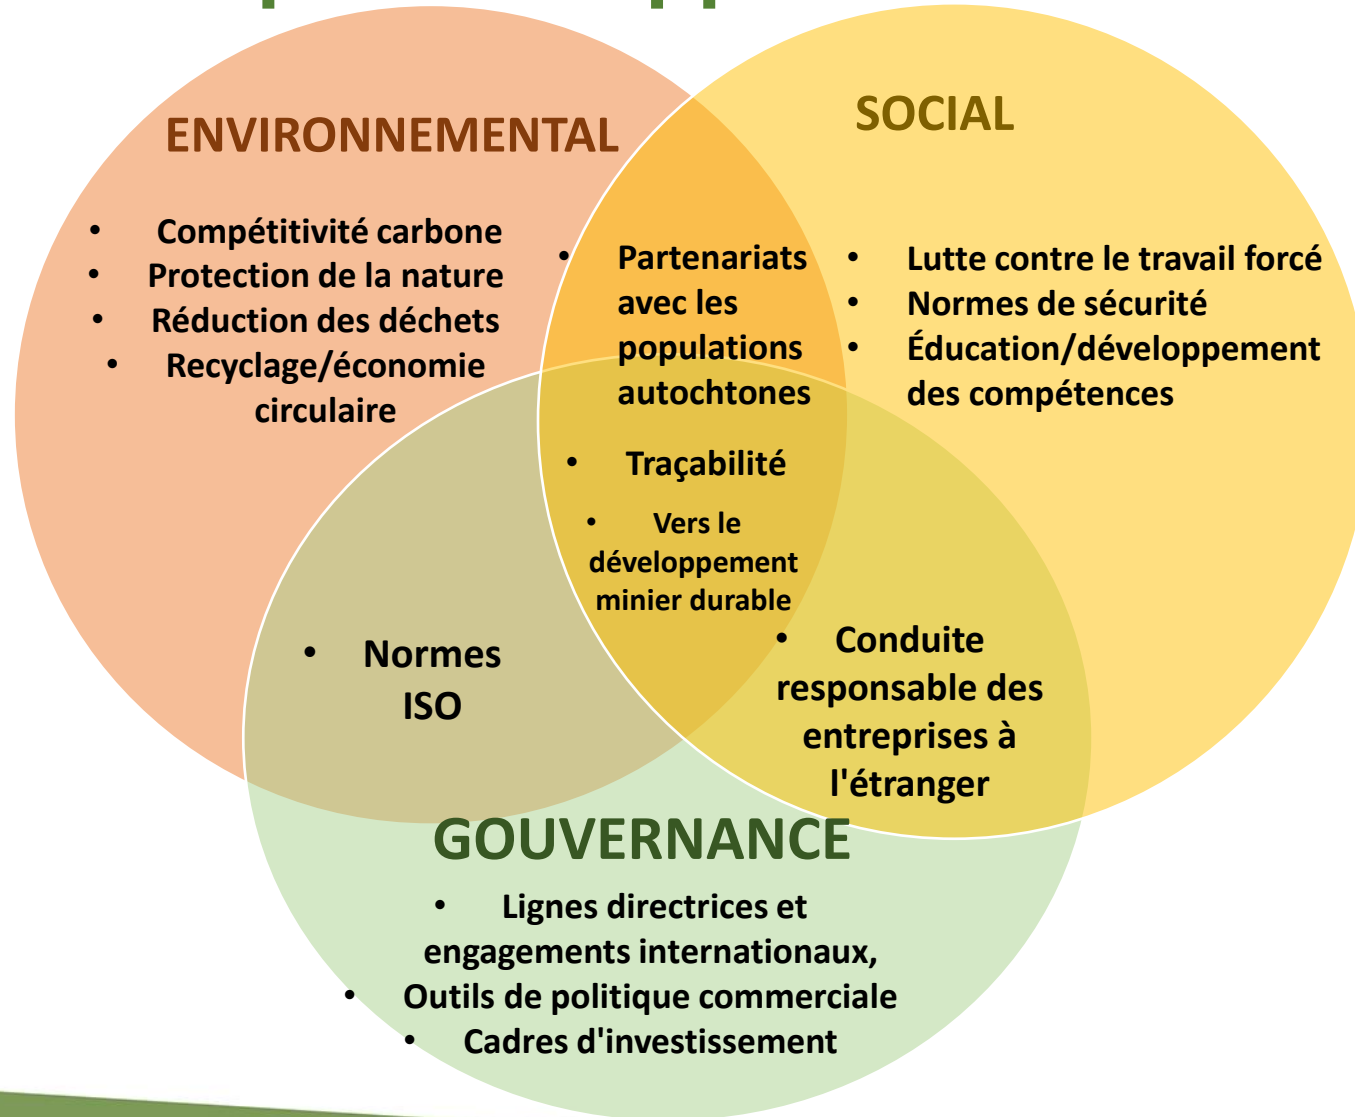 ENVIRONNEMENTAL
• Compétitivité carbone
• Protection de la nature
• Réduction des déchets
• Recyclage/économie
circulaire
SOCIAL
• Lutte contre le travail forcé
• Normes de sécurité
• Éducation/développement
des compétences
• Partenariats
avec les
populations
autochtones
• Traçabilité
• Vers le
développement
minier durable
• Normes
ISO
• Conduite
responsable des
entreprises à
l'étranger
GOUVERNANCE
• Lignes directrices et
engagements internationaux,
• Outils de politique commerciale
• Cadres d'investissement